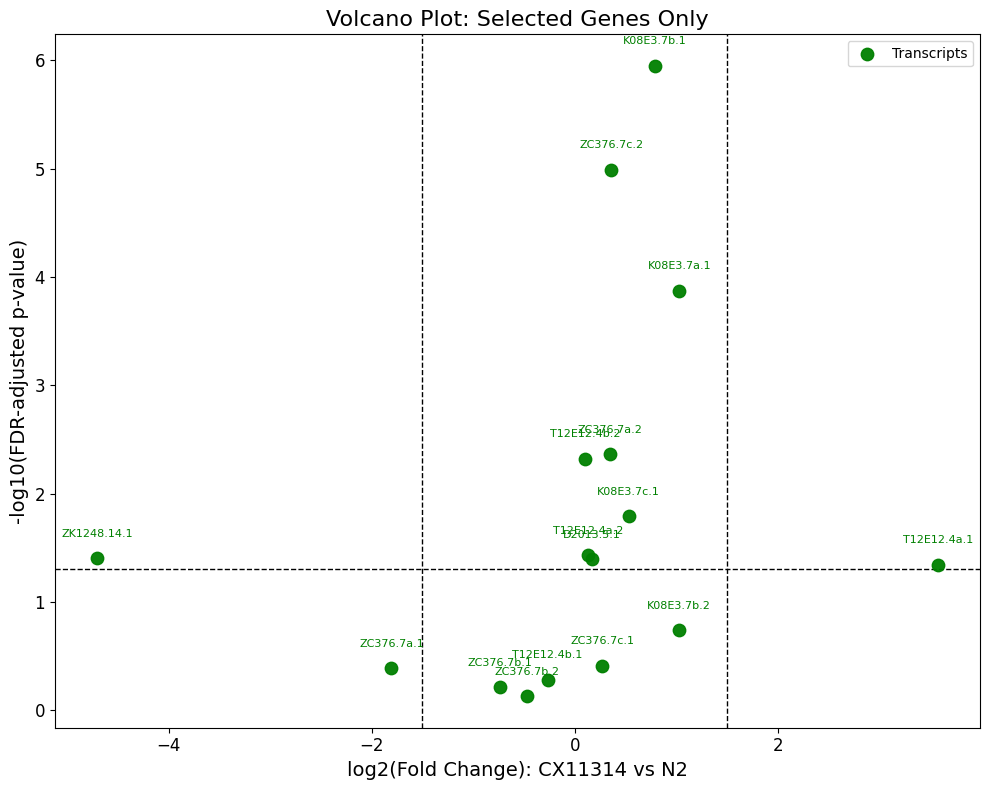 Volcano Plot: Selected Genes Only
Transcripts
K08E3.7b.1
ZC376.7c.2
K08E3.7a.1
ZC376.7a.2
T12E12.4b.2
K08E3.7c.1
T12E12.4a.2
D2013.5.1
ZK1248.14.1
T12E12.4a.1
K08E3.7b.2
ZC376.7a.1
ZC376.7c.1
T12E12.4b.1
ZC376.7b.1
ZC376.7b.2
6
5
4
3
2
1
0
−4
−2
0
2
-log10(FDR-adjusted p-value)
log2(Fold Change): CX11314 vs N2